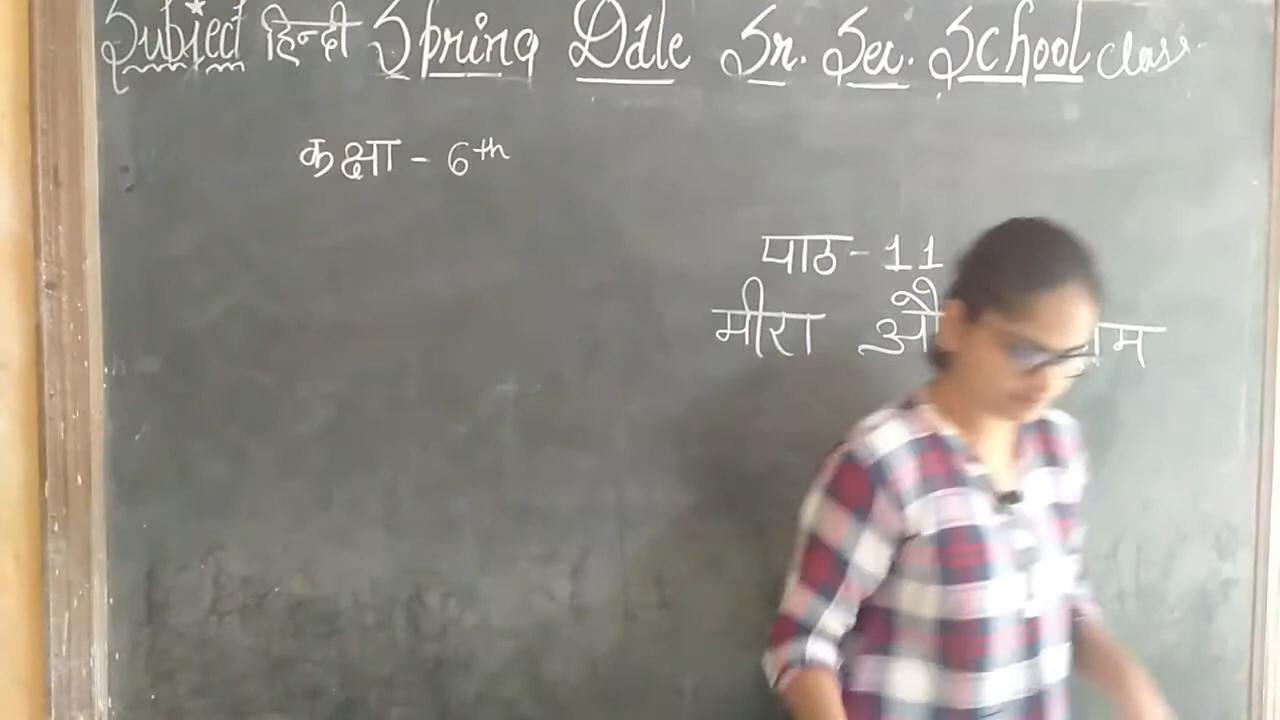 Subject हिन्दी Spring Dale Sr. Sec. School Class
कक्षा - 6th
पाठ - 11
मीरा